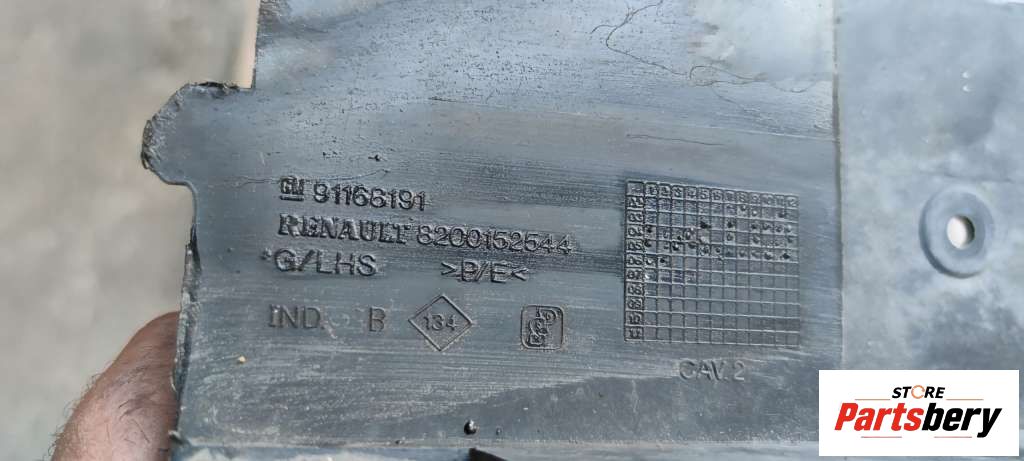 GM 91166191
RENAULT 8200152544
G/LHS >P/E<
IND. B 134
CAV. 2
STORE
Partsbery